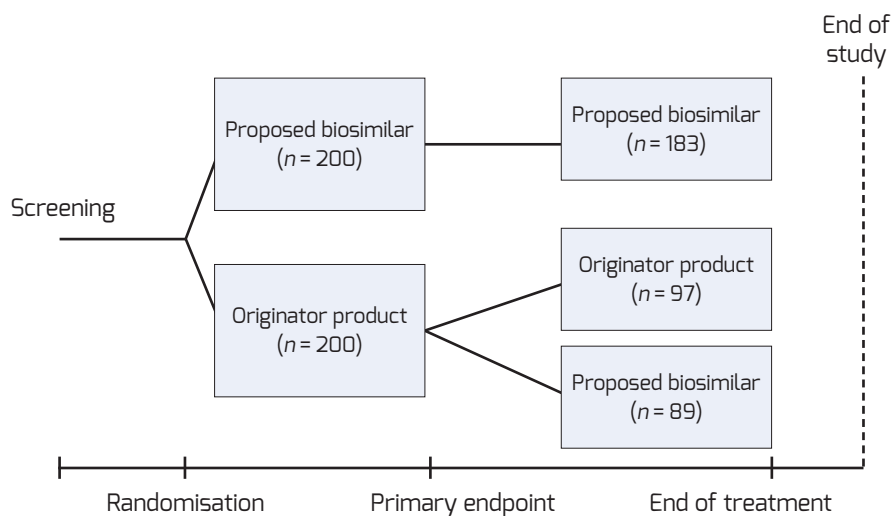 End of
study
Proposed biosimilar
(n = 200)
Proposed biosimilar
(n = 183)
Screening
Originator product
(n = 97)
Originator product
(n = 200)
Proposed biosimilar
(n = 89)
Randomisation
Primary endpoint
End of treatment